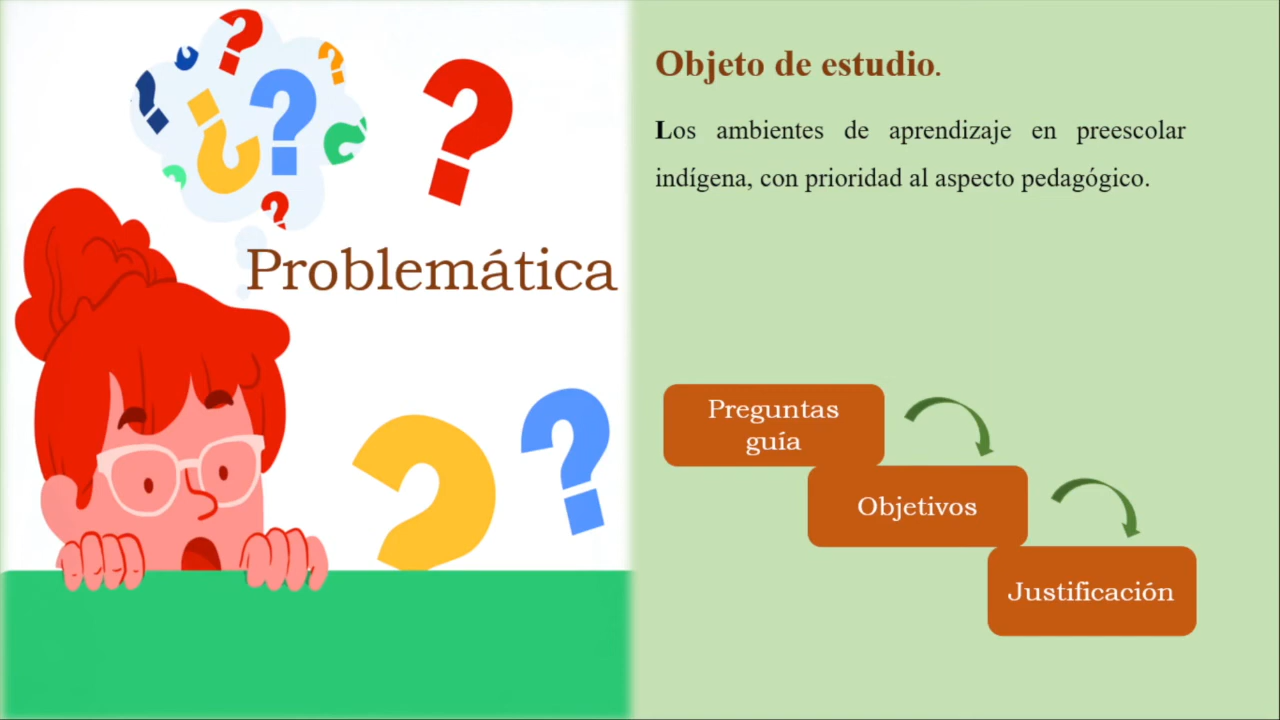 Problemática
Objeto de estudio.
Los ambientes de aprendizaje en preescolar
indígena, con prioridad al aspecto pedagógico.
Preguntas
guía
Objetivos
Justificación